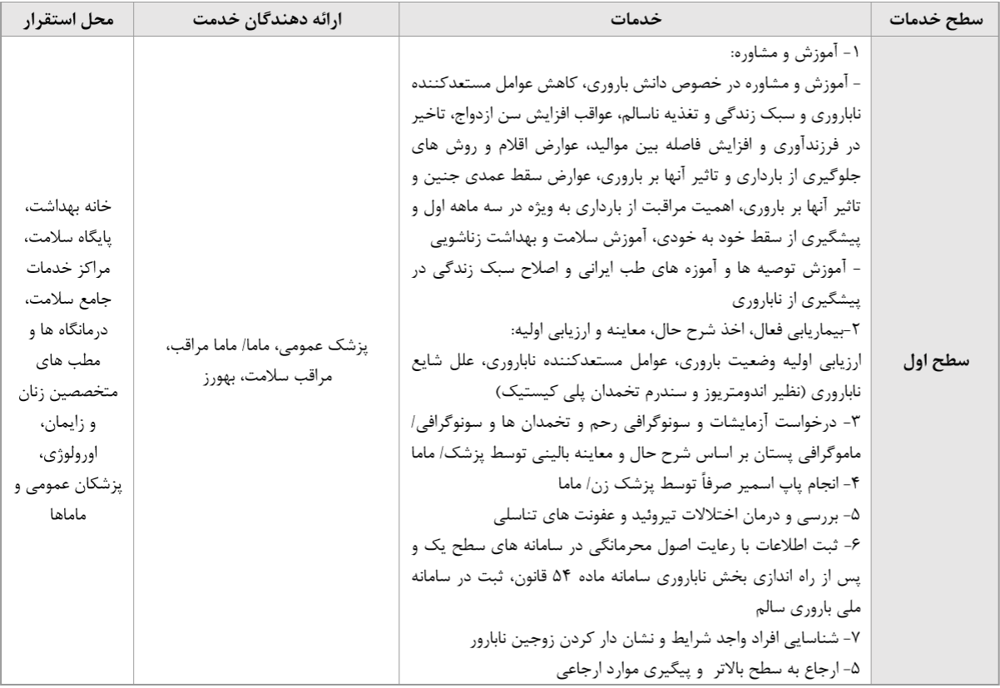 سطح خدمات
خدمات
ارائه دهندگان خدمت
محل استقرار
سطح اول
۱- آموزش و مشاوره:
- آموزش و مشاوره در خصوص دانش باروری، کاهش عوامل مستعدکننده
ناباروری و سبک زندگی و تغذیه ناسالم، عواقب افزایش سن ازدواج، تاخیر
در فرزندآوری و افزایش فاصله بین موالید، عوارض اقلام و روش های
جلوگیری از بارداری و تاثیر آنها بر باروری، عوارض سقط عمدی جنین و
تاثیر آنها بر باروری، اهمیت مراقبت از بارداری به ویژه در سه ماهه اول و
پیشگیری از سقط خود به خودی، آموزش سلامت و بهداشت زناشویی
- آموزش توصیه ها و آموزه های طب ایرانی و اصلاح سبک زندگی در
پیشگیری از ناباروری
۲-بیماریابی فعال، اخذ شرح حال، معاینه و ارزیابی اولیه:
ارزیابی اولیه وضعیت باروری، عوامل مستعدکننده ناباروری، علل شایع
ناباروری (نظیر اندومتریوز و سندرم تخمدان پلی کیستیک)
۳- درخواست آزمایشات و سونوگرافی رحم و تخمدان ها و سونوگرافی/
ماموگرافی پستان بر اساس شرح حال و معاینه بالینی توسط پزشک/ ماما
۴- انجام پاپ اسمیر صرفاً توسط پزشک زن/ ماما
۵- بررسی و درمان اختلالات تیروئید و عفونت های تناسلی
۶- ثبت اطلاعات با رعایت اصول محرمانگی در سامانه های سطح یک و
پس از راه اندازی بخش ناباروری سامانه ماده ۵۴ قانون، ثبت در سامانه
ملی باروری سالم
۷- شناسایی افراد واجد شرایط و نشان دار کردن زوجین نابارور
۵- ارجاع به سطح بالاتر و پیگیری موارد ارجاعی
پزشک عمومی، ماما/ ماما مراقب،
مراقب سلامت، بهورز
خانه بهداشت،
پایگاه سلامت،
مراکز خدمات
جامع سلامت،
درمانگاه ها و
مطب های
متخصصین زنان
و زایمان،
اورولوژی،
پزشکان عمومی و
ماماها